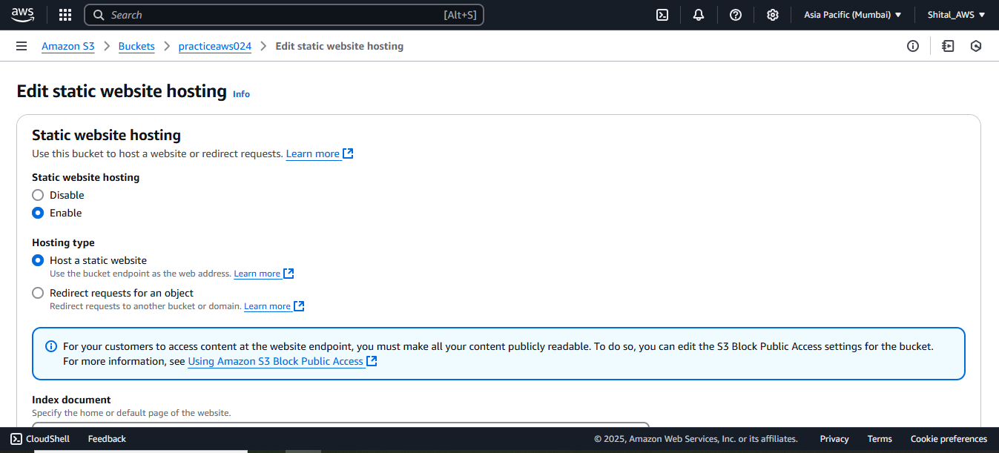 aws
Search [Alt+S]
Asia Pacific (Mumbai)
Shital_AWS
Amazon S3 > Buckets > practiceaws024 > Edit static website hosting
Edit static website hosting Info
Static website hosting
Use this bucket to host a website or redirect requests. Learn more
Static website hosting
Disable
Enable
Hosting type
Host a static website
Use the bucket endpoint as the web address. Learn more
Redirect requests for an object
Redirect requests to another bucket or domain. Learn more
For your customers to access content at the website endpoint, you must make all your content publicly readable. To do so, you can edit the S3 Block Public Access settings for the bucket.
For more information, see Using Amazon S3 Block Public Access
Index document
Specify the home or default page of the website.
CloudShell Feedback © 2025, Amazon Web Services, Inc. or its affiliates. Privacy Terms Cookie preferences